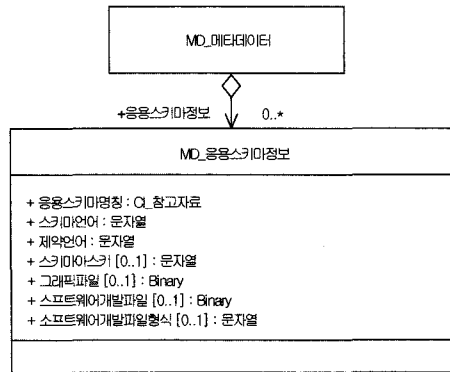 MD_메타데이터
+응용스키마정보 0..*
MD_응용스키마정보
+ 응용스키마명칭 : CI_참고자료
+ 스키마언어 : 문자열
+ 제약언어 : 문자열
+ 스키마아스키 [0..1] : 문자열
+ 그래픽파일 [0..1] : Binary
+ 스프트웨어개발파일 [0..1] : Binary
+ 소프트웨어개발파일형식 [0..1] : 문자열